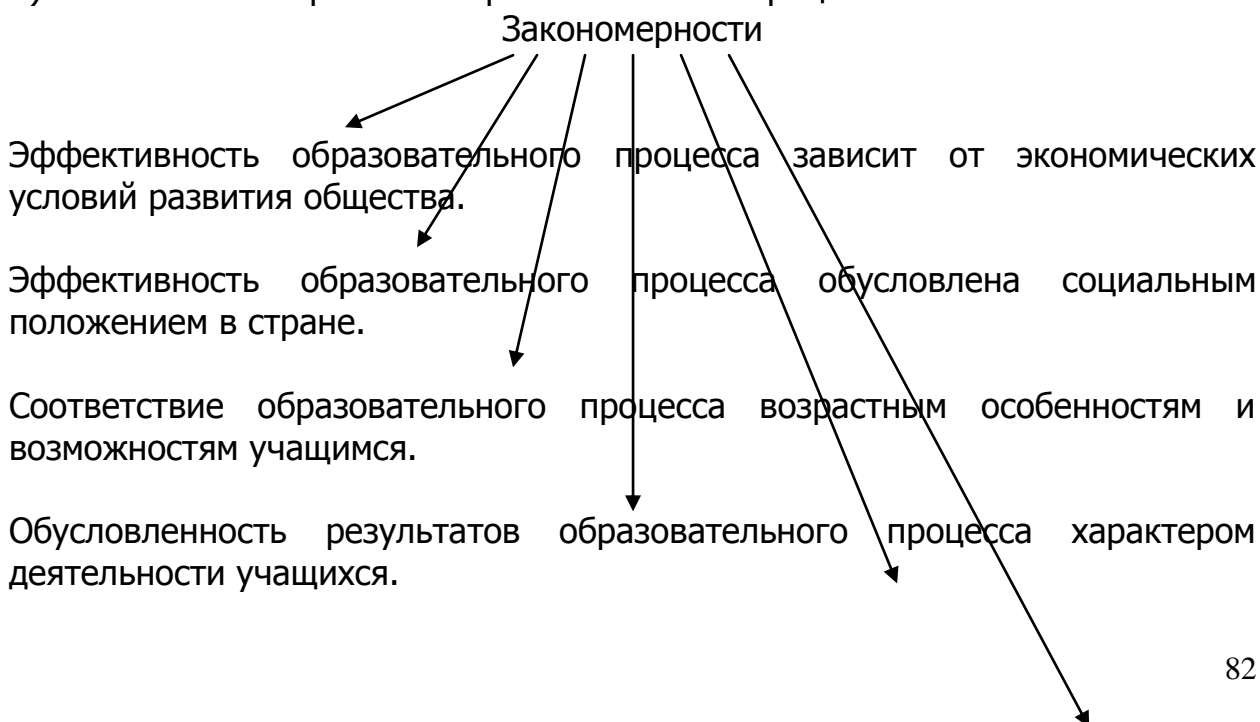 Закономерности
Эффективность образовательного процесса зависит от экономических
условий развития общества.
Эффективность образовательного процесса обусловлена социальным
положением в стране.
Соответствие образовательного процесса возрастным особенностям и
возможностям учащимся.
Обусловленность результатов образовательного процесса характером
деятельности учащихся.
82